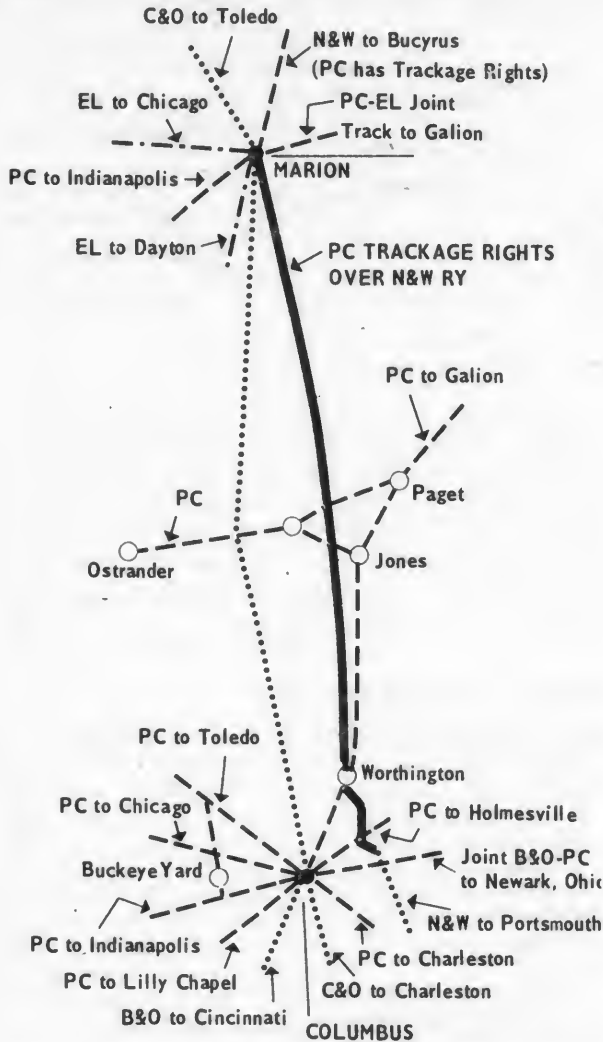 C&O to Toledo
N&W to Bucyrus
(PC has Trackage Rights)
EL to Chicago
PC-EL Joint
Track to Galion
MARION
PC to Indianapolis
EL to Dayton
PC TRACKAGE RIGHTS
OVER N&W RY
PC to Galion
Paget
PC
Ostrander
Jones
PC to Toledo
Worthington
PC to Chicago
PC to Holmesville
Buckeye Yard
Joint B&O-PC
to Newark, Ohio
N&W to Portsmouth
PC to Indianapolis
PC to Charleston
PC to Lilly Chapel
C&O to Charleston
B&O to Cincinnati
COLUMBUS